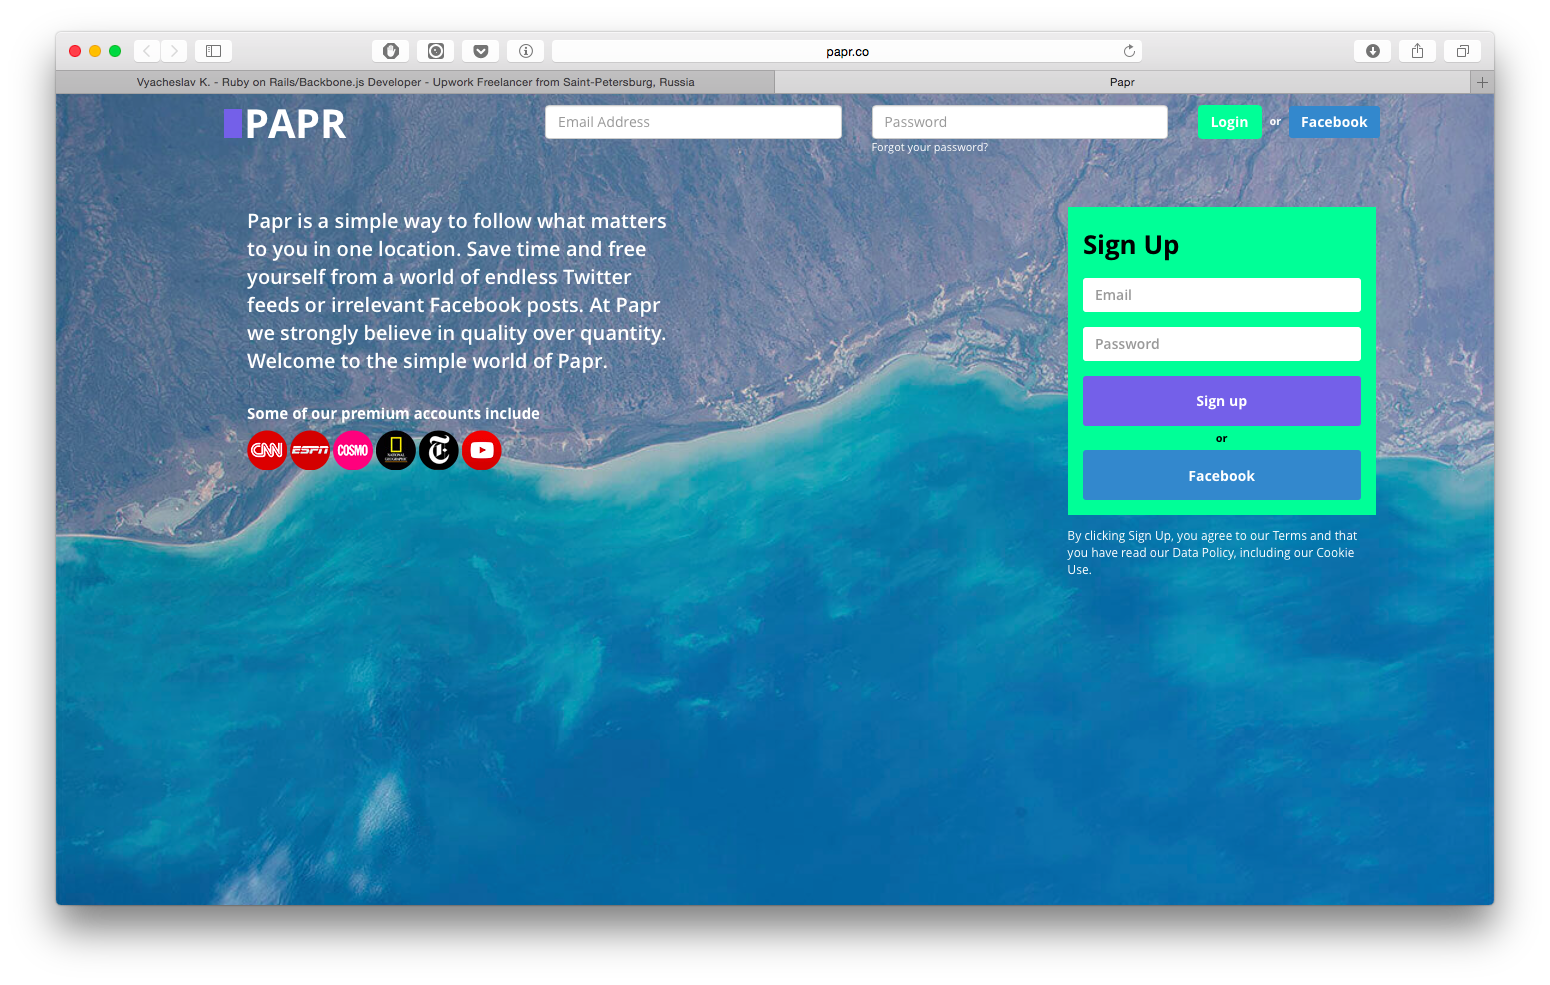 papr.co
Vyacheslav K. - Ruby on Rails/Backbone.js Developer - Upwork Freelancer from Saint-Petersburg, Russia
Papr
PAPR
Email Address
Password
Login
or
Facebook
Forgot your password?
Papr is a simple way to follow what matters
to you in one location. Save time and free
yourself from a world of endless Twitter
feeds or irrelevant Facebook posts. At Papr
we strongly believe in quality over quantity.
Welcome to the simple world of Papr.
Some of our premium accounts include
CNN
ESPN
COSMO
NATIONAL
GEOGRAPHIC
T
Sign Up
Email
Password
Sign up
or
Facebook
By clicking Sign Up, you agree to our Terms and that
you have read our Data Policy, including our Cookie
Use.